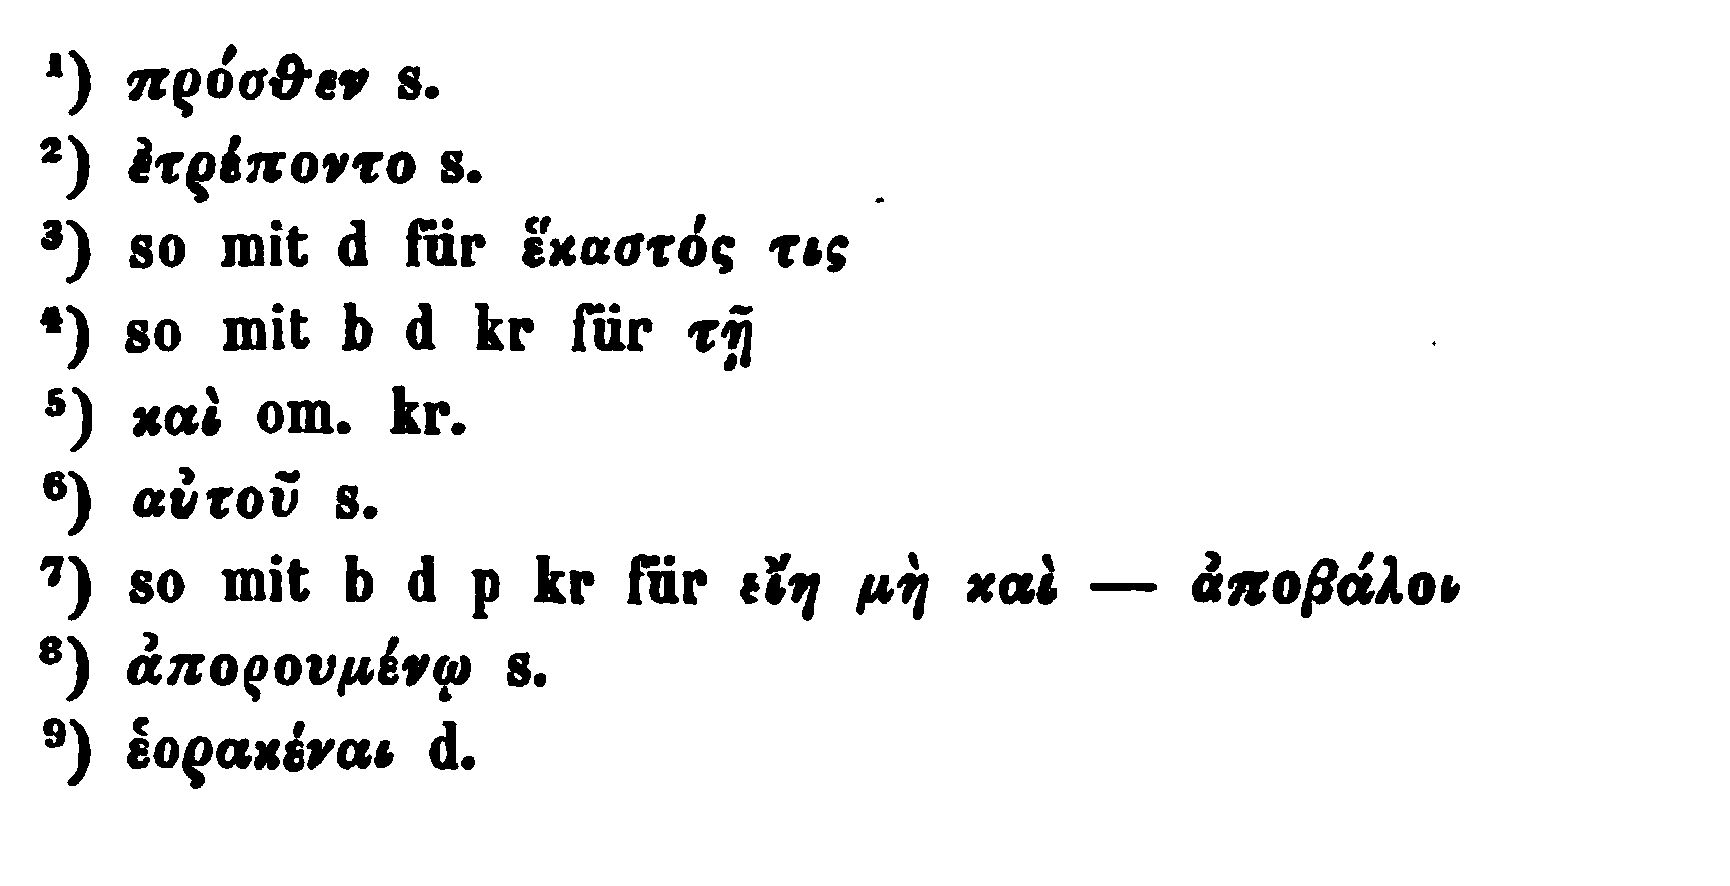 ¹) πρόσθεν s.
²) ἐτρέποντο s.
³) so mit d für ἕκαστός τις
⁴) so mit b d kr für τῇ
⁵) καὶ om. kr.
⁶) αὐτοῦ s.
⁷) so mit b d p kr für εἴη μὴ καὶ — ἀποβάλοι
⁸) ἀπορουμένῳ s.
⁹) ἑορακέναι d.